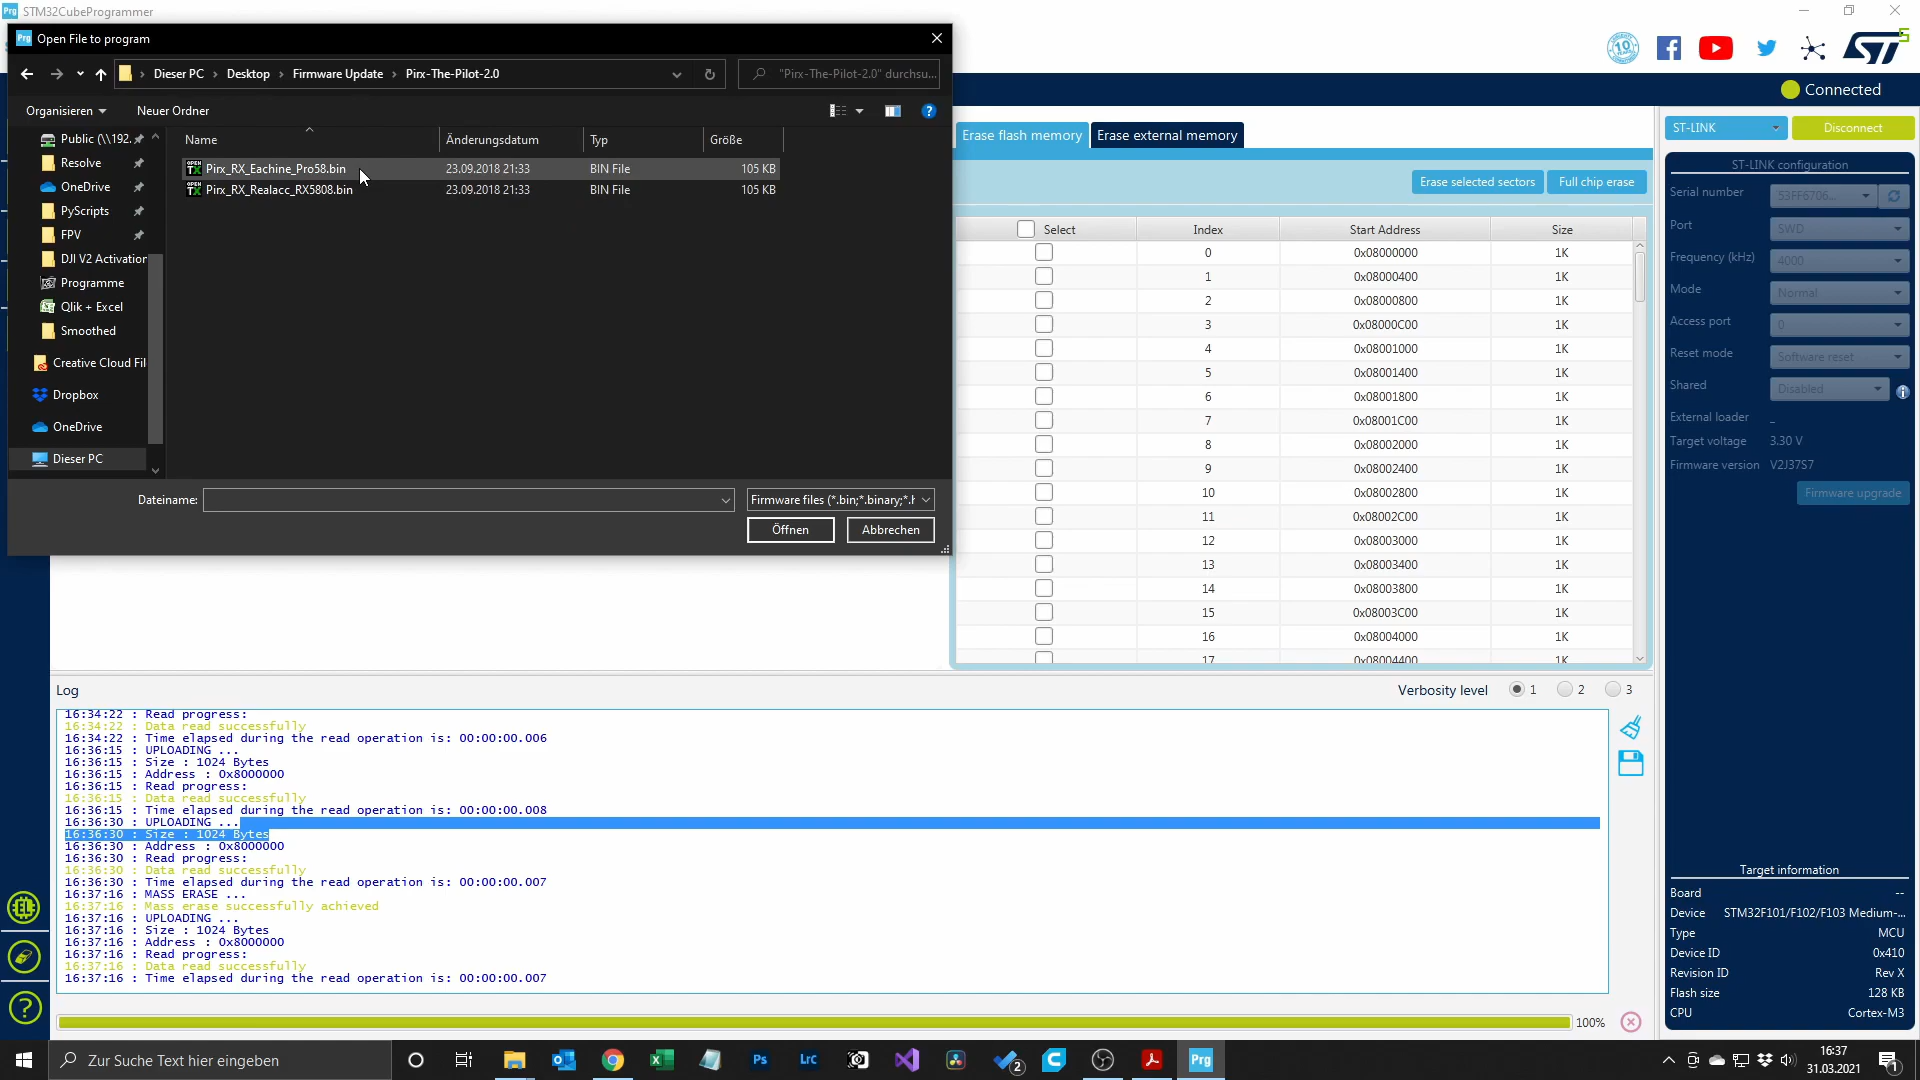 Prg STM32CubeProgrammer
Prg Open File to program
Dieser PC > Desktop > Firmware Update > Pirx-The-Pilot-2.0
"Pirx-The-Pilot-2.0" durchsu...
10
ST
Connected
Organisieren
Neuer Ordner
?
Public (\\192.
Resolve
OneDrive
PyScripts
FPV
DJI V2 Activation
Programme
Qlik + Excel
Smoothed
Creative Cloud Fil
Dropbox
OneDrive
Dieser PC
Name Änderungsdatum Typ Größe
OPEN TX Pirx_RX_Eachine_Pro58.bin 23.09.2018 21:33 BIN File 105 KB
OPEN TX Pirx_RX_Realacc_RX5808.bin 23.09.2018 21:33 BIN File 105 KB
Dateiname:
Firmware files (*.bin;*.binary;*.h
Öffnen
Abbrechen
Erase flash memory
Erase external memory
Erase selected sectors
Full chip erase
Select Index Start Address Size
0 0x08000000 1K
1 0x08000400 1K
2 0x08000800 1K
3 0x08000C00 1K
4 0x08001000 1K
5 0x08001400 1K
6 0x08001800 1K
7 0x08001C00 1K
8 0x08002000 1K
9 0x08002400 1K
10 0x08002800 1K
11 0x08002C00 1K
12 0x08003000 1K
13 0x08003400 1K
14 0x08003800 1K
15 0x08003C00 1K
16 0x08004000 1K
17 0x08004400 1K
ST-LINK
Disconnect
ST-LINK configuration
Serial number 53FF6706...
Port SWD
Frequency (kHz) 4000
Mode Normal
Access port 0
Reset mode Software reset
Shared Disabled
External loader _
Target voltage 3.30 V
Firmware version V2J37S7
Firmware upgrade
Target information
Board --
Device STM32F101/F102/F103 Medium-...
Type MCU
Device ID 0x410
Revision ID Rev X
Flash size 128 KB
CPU Cortex-M3
Log
Verbosity level 1 2 3
16:34:22 : Read progress:
16:34:22 : Data read successfully
16:34:22 : Time elapsed during the read operation is: 00:00:00.006
16:36:15 : UPLOADING ...
16:36:15 : Size : 1024 Bytes
16:36:15 : Address : 0x8000000
16:36:15 : Read progress:
16:36:15 : Data read successfully
16:36:15 : Time elapsed during the read operation is: 00:00:00.008
16:36:30 : UPLOADING ...
16:36:30 : Size : 1024 Bytes
16:36:30 : Address : 0x8000000
16:36:30 : Read progress:
16:36:30 : Data read successfully
16:36:30 : Time elapsed during the read operation is: 00:00:00.007
16:37:16 : MASS ERASE ...
16:37:16 : Mass erase successfully achieved
16:37:16 : UPLOADING ...
16:37:16 : Size : 1024 Bytes
16:37:16 : Address : 0x8000000
16:37:16 : Read progress:
16:37:16 : Data read successfully
16:37:16 : Time elapsed during the read operation is: 00:00:00.007
100%
?
Zur Suche Text hier eingeben
Ps
Lrc
2
Prg
16:37
31.03.2021
1